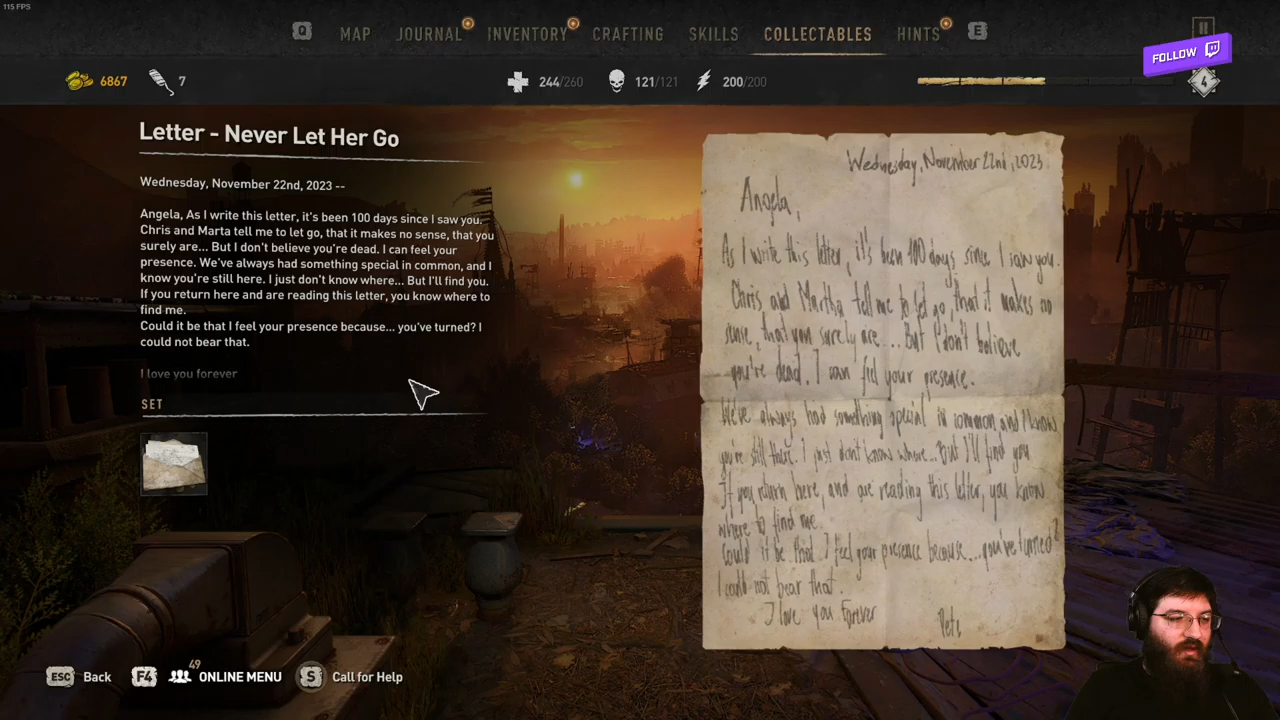 115 FPS
Q MAP JOURNAL INVENTORY CRAFTING SKILLS COLLECTABLES HINTS E
FOLLOW
6867 7 244/260 121/121 200/200 4
Letter - Never Let Her Go
Wednesday, November 22nd, 2023 --
Angela, As I write this letter, it's been 100 days since I saw you.
Chris and Marta tell me to let go, that it makes no sense, that you
surely are... But I don't believe you're dead. I can feel your
presence. We've always had something special in common, and I
know you're still here. I just don't know where... But I'll find you.
If you return here and are reading this letter, you know where to
find me.
Could it be that I feel your presence because... you've turned? I
could not bear that.
I love you forever
SET
Wednesday, November 22nd, 2023
Angela,
As I write this letter, it's been 100 days since I saw you.
Chris and Martha tell me to let go, that it makes no
sense, that you surely are... But I don't believe
you're dead. I can feel your presence.
We've always had something special in common and I know
you're still there. I just don't know where... But I'll find you
If you return here, and are reading this letter, you know
where to find me.
Could it be that I feel your presence because... you've turned?
I could not bear that.
I love you Forever
Pete
ESC Back F4 49 ONLINE MENU S Call for Help